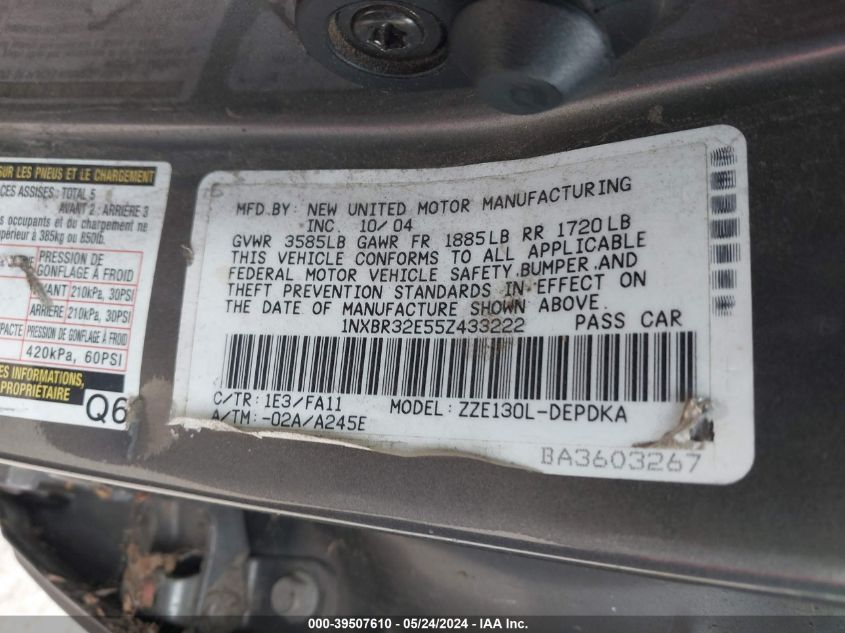 SUR LES PNEUS ET LE CHARGEMENT
CES ASSISES: TOTAL 5
AVANT 2: ARRIÈRE 3
occupants et du chargement ne
supérieur à 385kg ou 850lb.
PRESSION DE
GONFLAGE À FROID
AVANT 210kPa, 30PSI
ARRIÈRE 210kPa, 30PSI
PRESSION DE GONFLAGE À FROID
420kPa, 60PSI
ES INFORMATIONS,
PROPRIÉTAIRE
Q6
MFD.BY: NEW UNITED MOTOR MANUFACTURING
INC. 10/04
GVWR 3585LB GAWR FR 1885LB RR 1720LB
THIS VEHICLE CONFORMS TO ALL APPLICABLE
FEDERAL MOTOR VEHICLE SAFETY,BUMPER,AND
THEFT PREVENTION STANDARDS IN EFFECT ON
THE DATE OF MANUFACTURE SHOWN ABOVE.
1NXBR32E55Z433222 PASS CAR
C/TR: 1E3/FA11 MODEL: ZZE130L-DEPDKA
A/TM: -02A/A245E
BA3603267
000-39507610 - 05/24/2024 - IAA Inc.